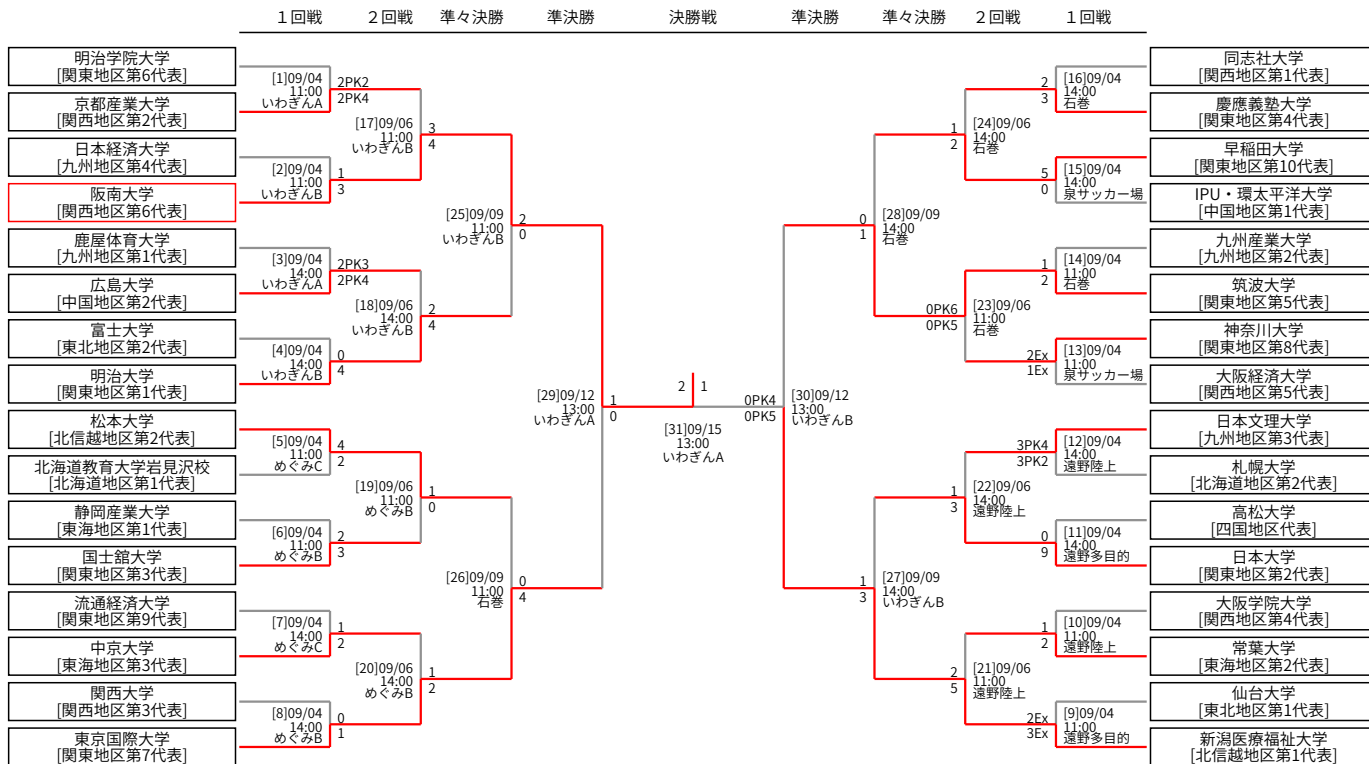 １回戦
２回戦
準々決勝
準決勝
決勝戦
準決勝
準々決勝
２回戦
１回戦
明治学院大学
[関東地区第6代表]
京都産業大学
[関西地区第2代表]
日本経済大学
[九州地区第4代表]
阪南大学
[関西地区第6代表]
鹿屋体育大学
[九州地区第1代表]
広島大学
[中国地区第2代表]
富士大学
[東北地区第2代表]
明治大学
[関東地区第1代表]
松本大学
[北信越地区第2代表]
北海道教育大学岩見沢校
[北海道地区第1代表]
静岡産業大学
[東海地区第1代表]
国士舘大学
[関東地区第3代表]
流通経済大学
[関東地区第9代表]
中京大学
[東海地区第3代表]
関西大学
[関西地区第3代表]
東京国際大学
[関東地区第7代表]
[1]09/04
11:00
いわぎんA
2PK2
2PK4
[2]09/04
11:00
いわぎんB
1
3
[3]09/04
14:00
いわぎんA
2PK3
2PK4
[4]09/04
14:00
いわぎんB
0
4
[5]09/04
11:00
めぐみC
4
2
[6]09/04
11:00
めぐみB
2
3
[7]09/04
14:00
めぐみC
1
2
[8]09/04
14:00
めぐみB
0
1
[17]09/06
11:00
いわぎんB
3
4
[18]09/06
14:00
いわぎんB
2
4
[19]09/06
11:00
めぐみB
1
0
[20]09/06
14:00
めぐみB
1
2
[25]09/09
11:00
いわぎんB
2
0
[26]09/09
11:00
石巻
0
4
[29]09/12
13:00
いわぎんA
1
0
2
1
[31]09/15
13:00
いわぎんA
0PK4
0PK5
[30]09/12
13:00
いわぎんB
0
1
[28]09/09
14:00
石巻
1
3
[27]09/09
14:00
いわぎんB
1
2
[24]09/06
14:00
石巻
0PK6
0PK5
[23]09/06
11:00
石巻
1
3
[22]09/06
14:00
遠野陸上
2
5
[21]09/06
11:00
遠野陸上
2
3
[16]09/04
14:00
石巻
5
0
[15]09/04
14:00
泉サッカー場
1
2
[14]09/04
11:00
石巻
2Ex
1Ex
[13]09/04
11:00
泉サッカー場
3PK4
3PK2
[12]09/04
14:00
遠野陸上
0
9
[11]09/04
14:00
遠野多目的
1
2
[10]09/04
11:00
遠野陸上
2Ex
3Ex
[9]09/04
11:00
遠野多目的
同志社大学
[関西地区第1代表]
慶應義塾大学
[関東地区第4代表]
早稲田大学
[関東地区第10代表]
IPU・環太平洋大学
[中国地区第1代表]
九州産業大学
[九州地区第2代表]
筑波大学
[関東地区第5代表]
神奈川大学
[関東地区第8代表]
大阪経済大学
[関西地区第5代表]
日本文理大学
[九州地区第3代表]
札幌大学
[北海道地区第2代表]
高松大学
[四国地区代表]
日本大学
[関東地区第2代表]
大阪学院大学
[関西地区第4代表]
常葉大学
[東海地区第2代表]
仙台大学
[東北地区第1代表]
新潟医療福祉大学
[北信越地区第1代表]